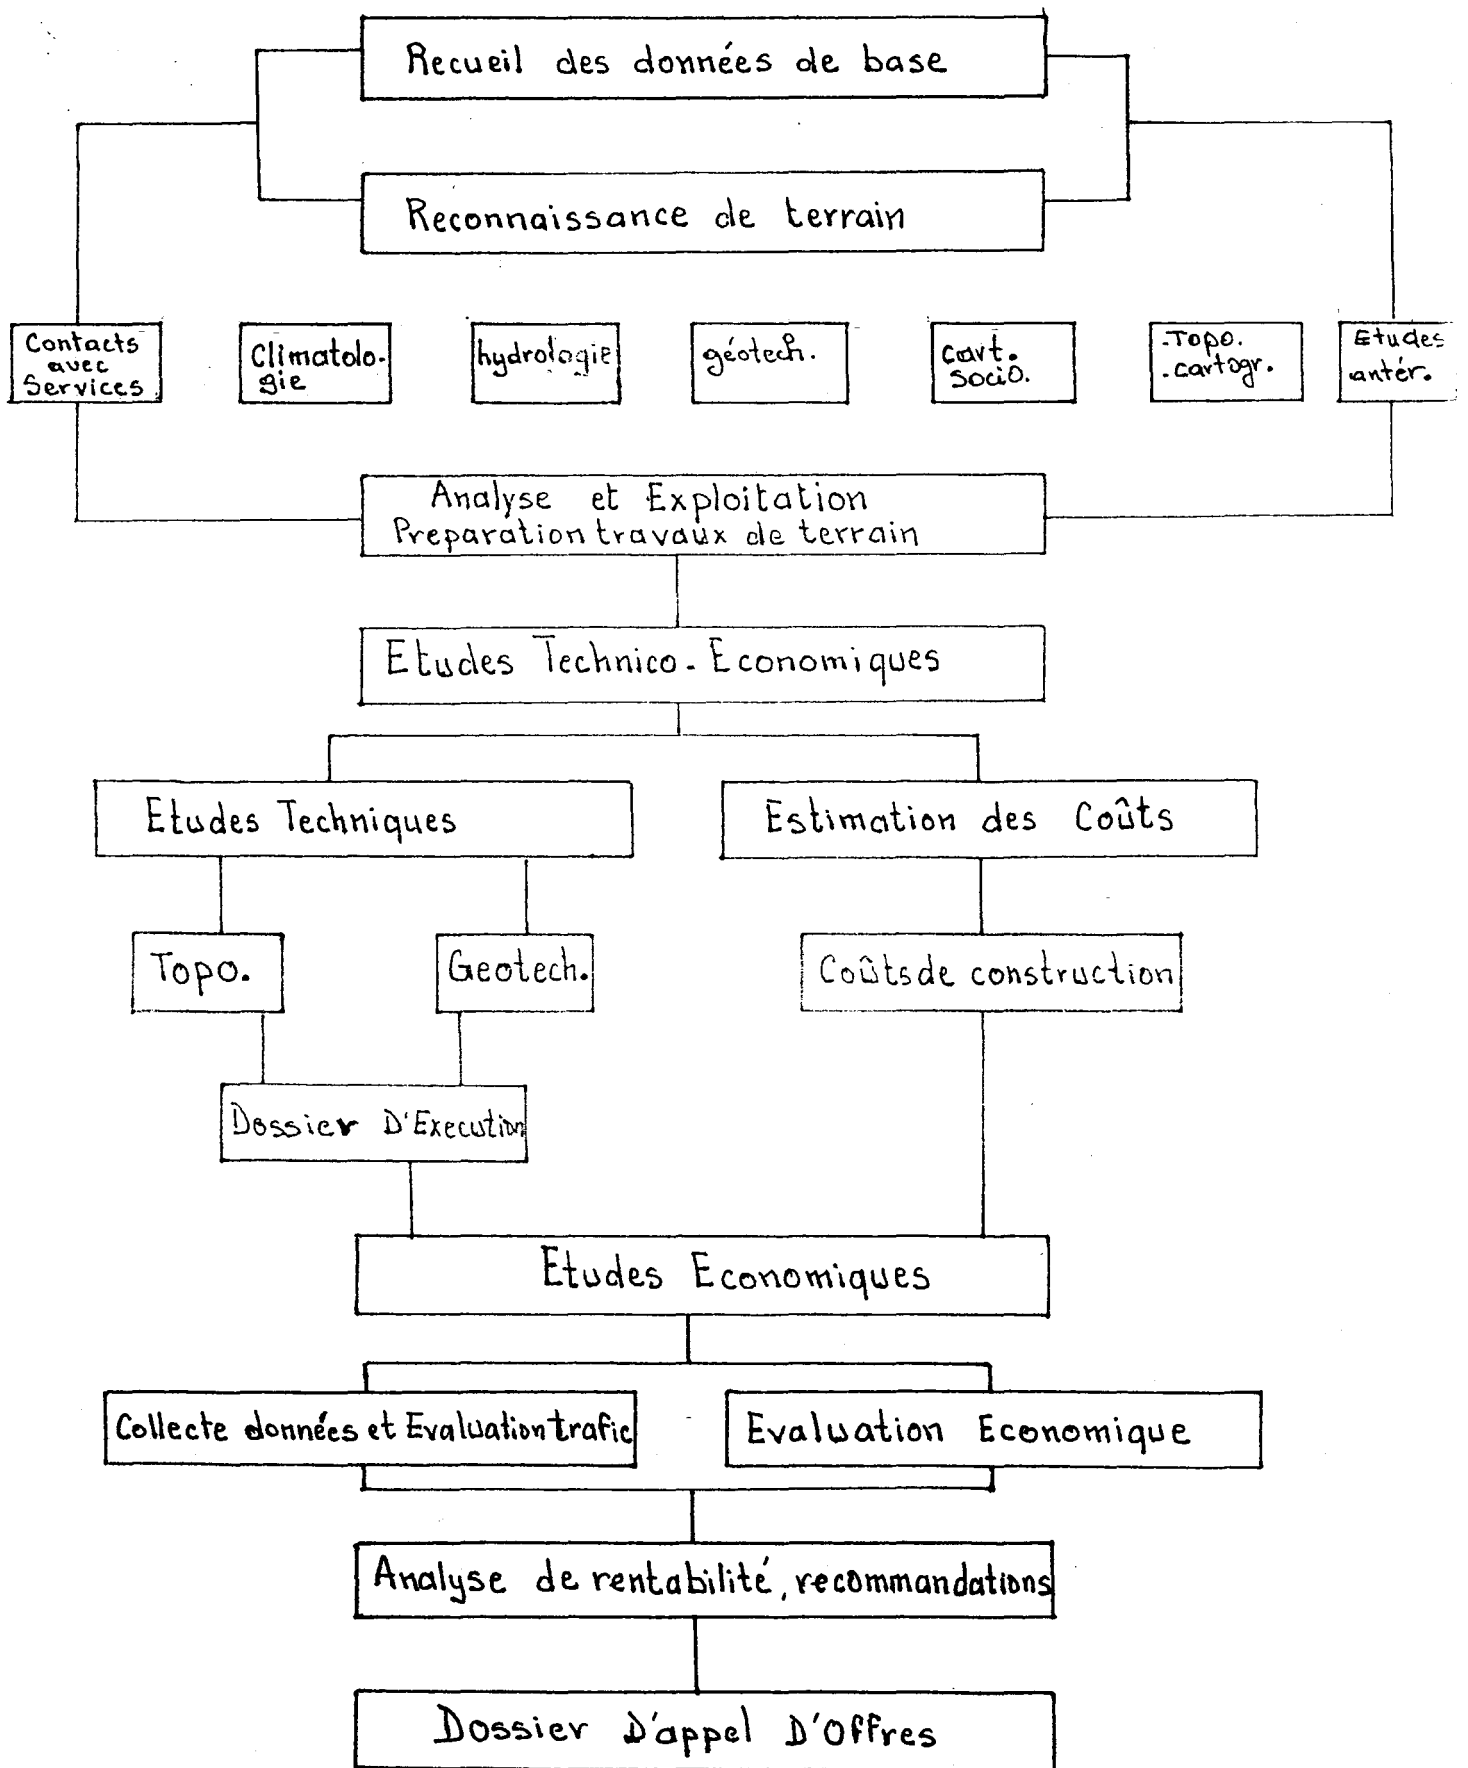 Recueil des données de base
Reconnaissance de terrain
Contacts
avec
Services
Climatolo-
gie
hydrologie
géotech.
Cart.
Socio.
.Topo.
.cartogr.
Etudes
antér.
Analyse et Exploitation
Preparation travaux de terrain
Etudes Technico-Economiques
Etudes Techniques
Estimation des Coûts
Topo.
Geotech.
Coûts de construction
Dossier D'Execution
Etudes Economiques
Collecte données et Evaluation trafic
Evaluation Economique
Analyse de rentabilité, recommandations
Dossier D'appel D'Offres